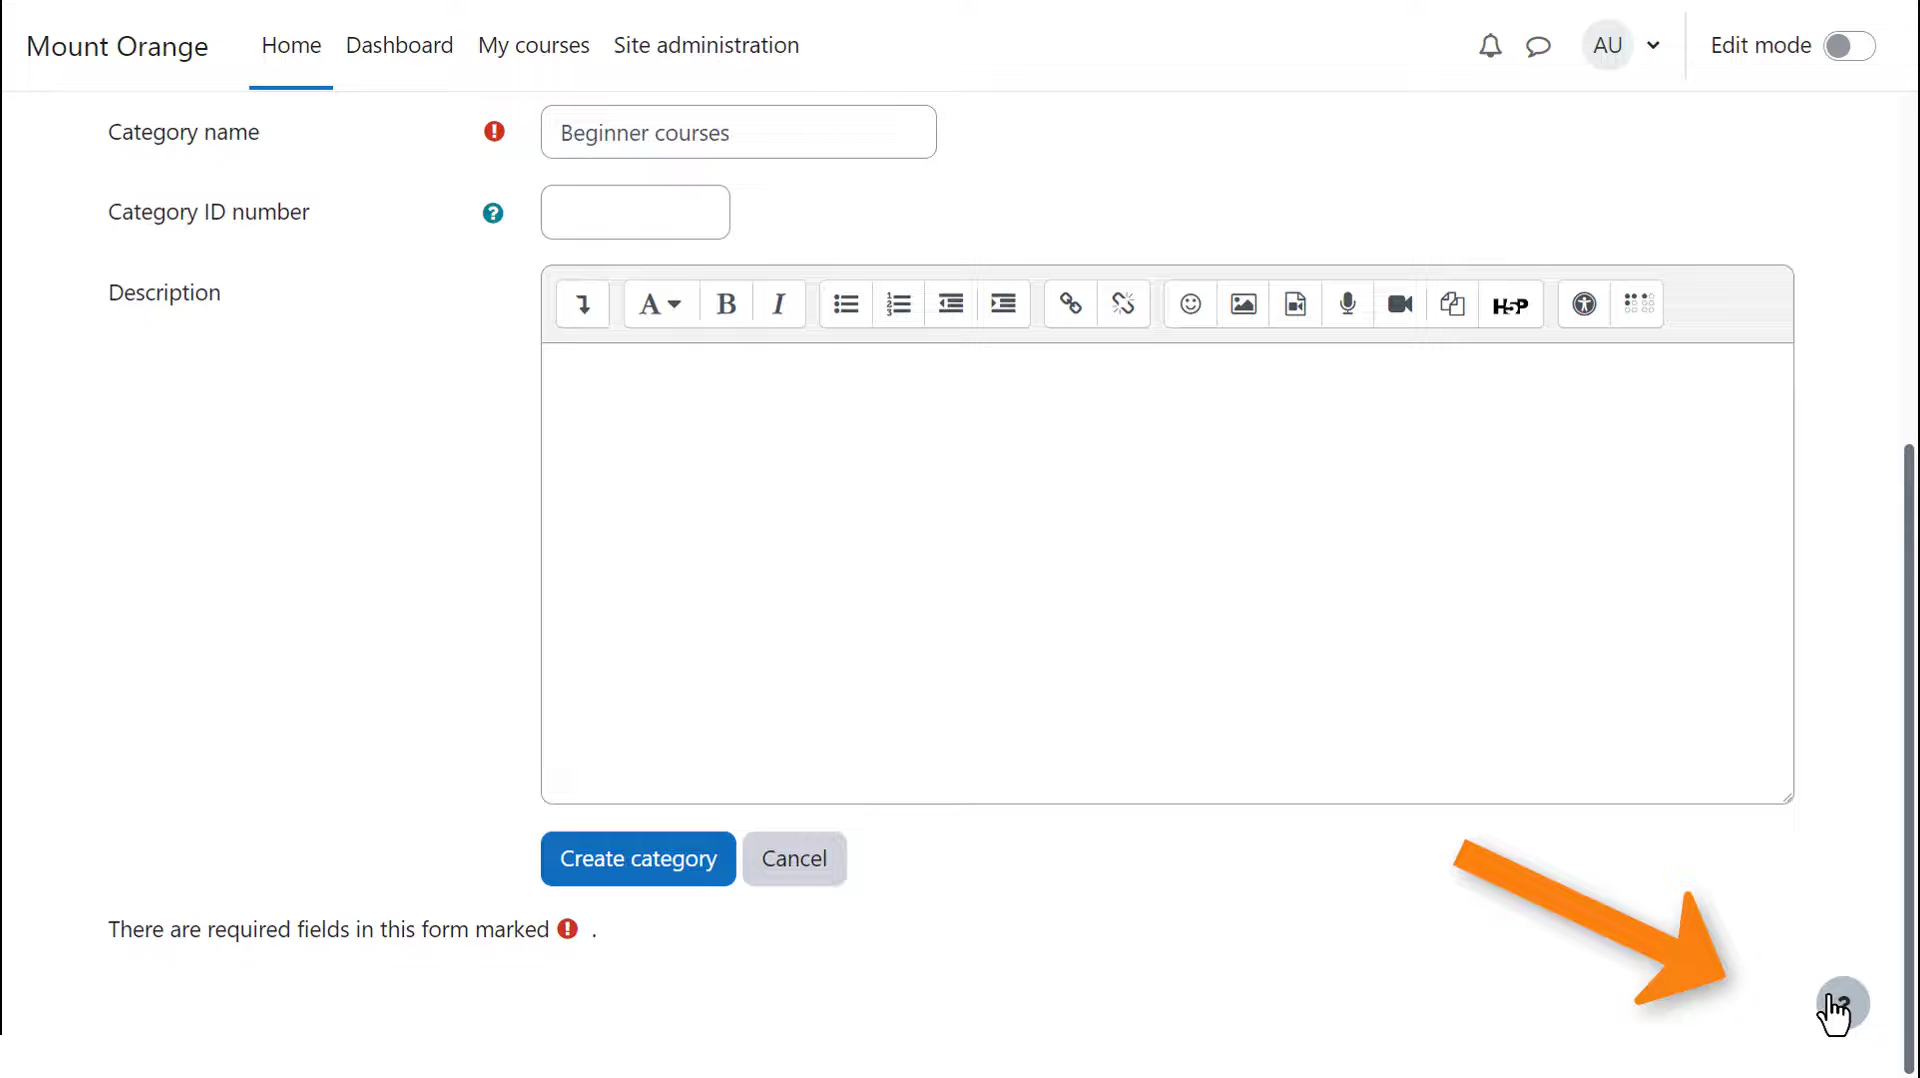 Mount Orange Home Dashboard My courses Site administration AU Edit mode
Category name Beginner courses
Category ID number
Description
A B I H5P
Create category Cancel
There are required fields in this form marked .